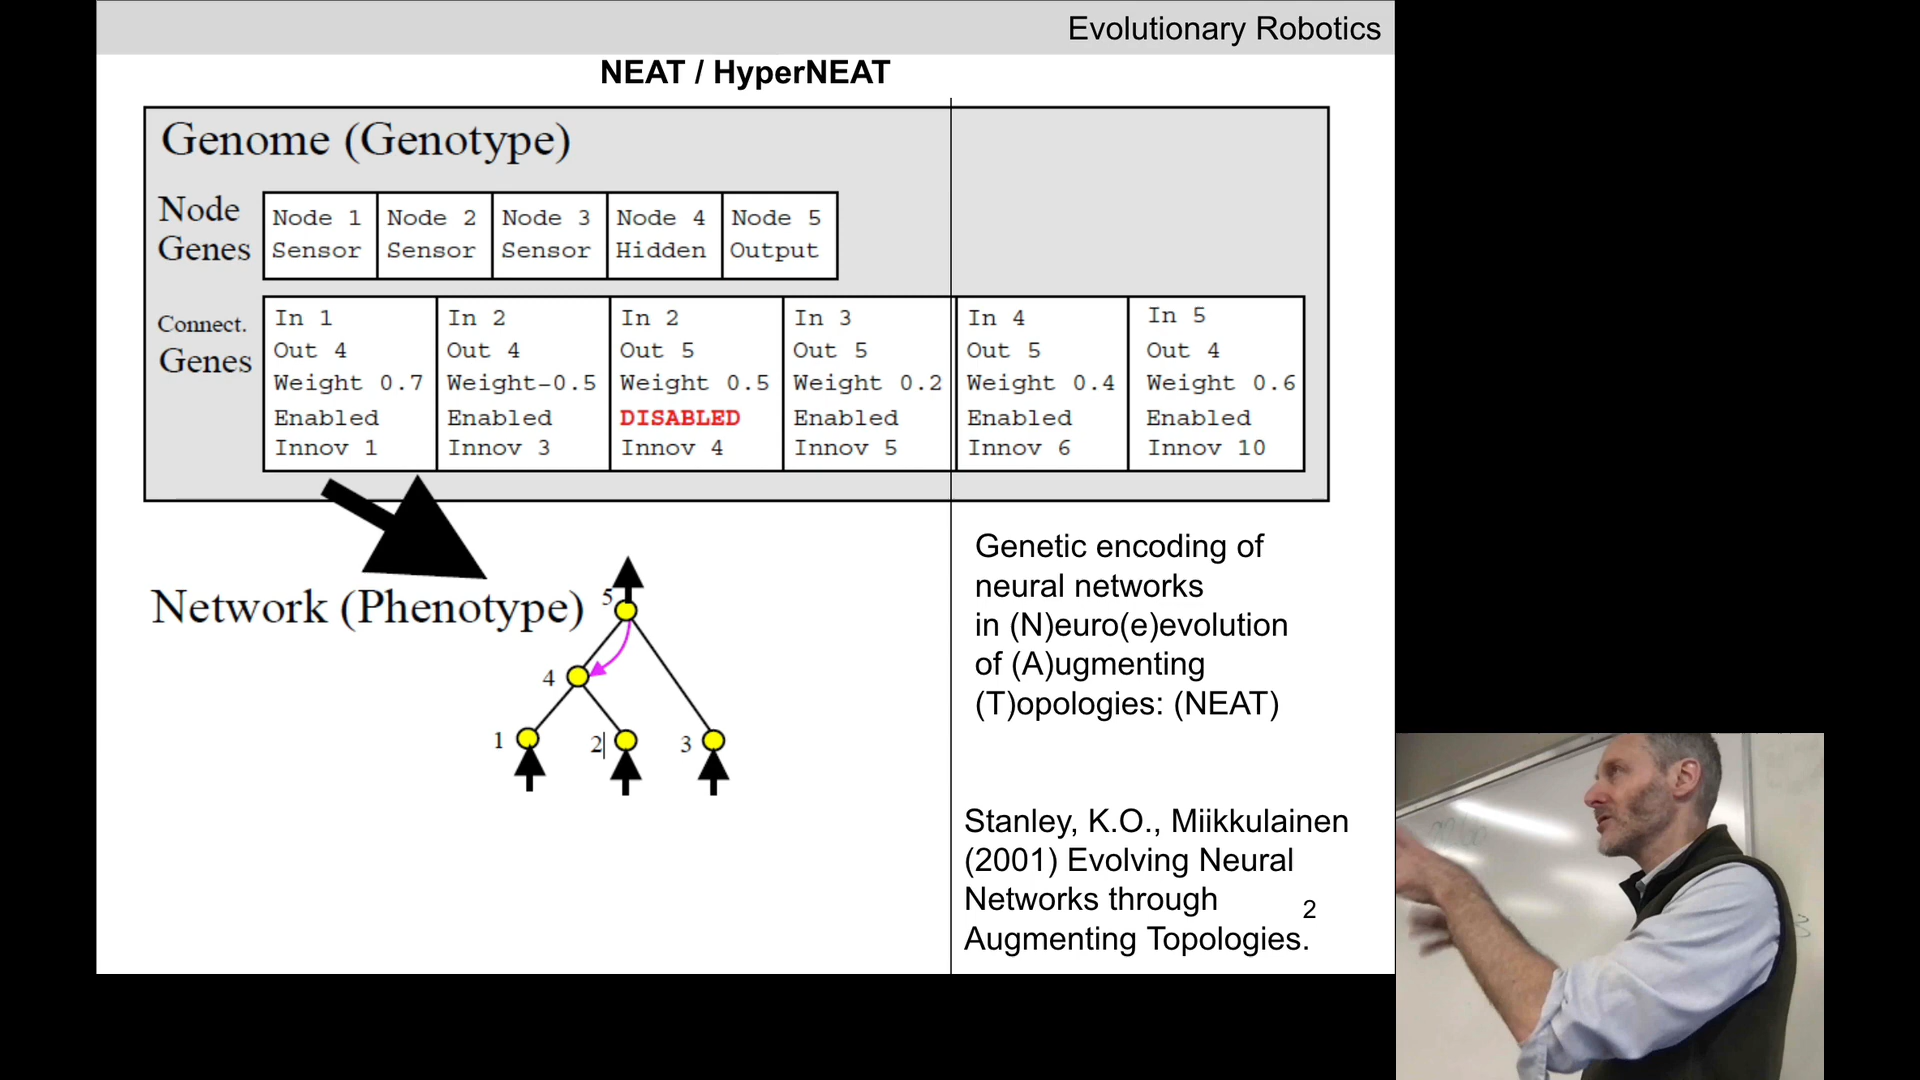 Evolutionary Robotics
NEAT / HyperNEAT
Genome (Genotype)
Node Genes
Node 1 Sensor
Node 2 Sensor
Node 3 Sensor
Node 4 Hidden
Node 5 Output
Connect. Genes
In 1
Out 4
Weight 0.7
Enabled
Innov 1
In 2
Out 4
Weight-0.5
Enabled
Innov 3
In 2
Out 5
Weight 0.5
DISABLED
Innov 4
In 3
Out 5
Weight 0.2
Enabled
Innov 5
In 4
Out 5
Weight 0.4
Enabled
Innov 6
In 5
Out 4
Weight 0.6
Enabled
Innov 10
Network (Phenotype)
5
4
1
2
3
Genetic encoding of
neural networks
in (N)euro(e)evolution
of (A)ugmenting
(T)opologies: (NEAT)
Stanley, K.O., Miikkulainen
(2001) Evolving Neural
Networks through
Augmenting Topologies.
2